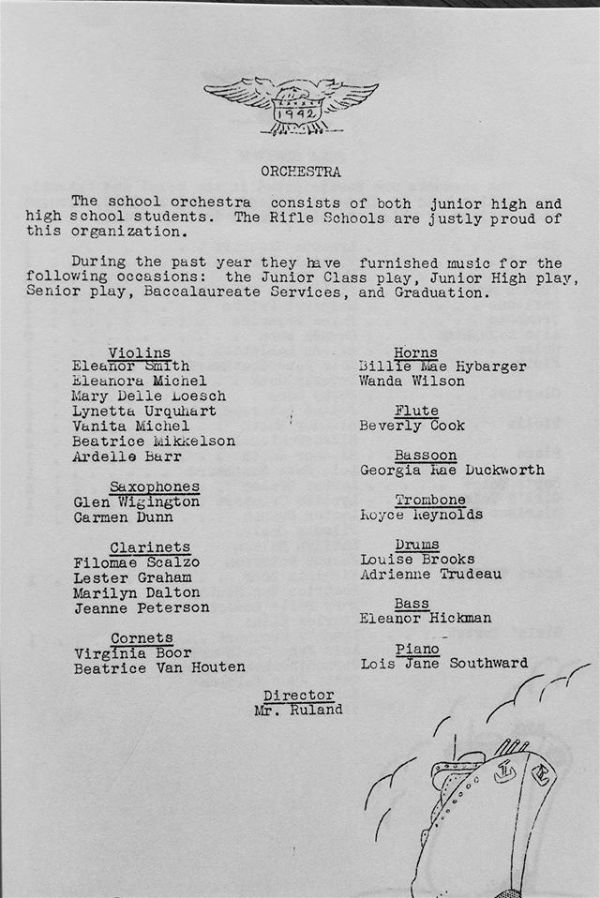 1942
ORCHESTRA
The school orchestra consists of both junior high and
high school students. The Rifle Schools are justly proud of
this organization.
During the past year they have furnished music for the
following occasions: the Junior Class play, Junior High play,
Senior play, Baccalaureate Services, and Graduation.
Violins
Eleanor Smith
Eleanora Michel
Mary Delle Loesch
Lynetta Urquhart
Vanita Michel
Beatrice Mikkelson
Ardelle Barr
Saxophones
Glen Wigington
Carmen Dunn
Clarinets
Filomae Scalzo
Lester Graham
Marilyn Dalton
Jeanne Peterson
Cornets
Virginia Boor
Beatrice Van Houten
Horns
Billie Mae Hybarger
Wanda Wilson
Flute
Beverly Cook
Bassoon
Georgia Rae Duckworth
Trombone
Royce Reynolds
Drums
Louise Brooks
Adrienne Trudeau
Bass
Eleanor Hickman
Piano
Lois Jane Southward
Director
Mr. Ruland